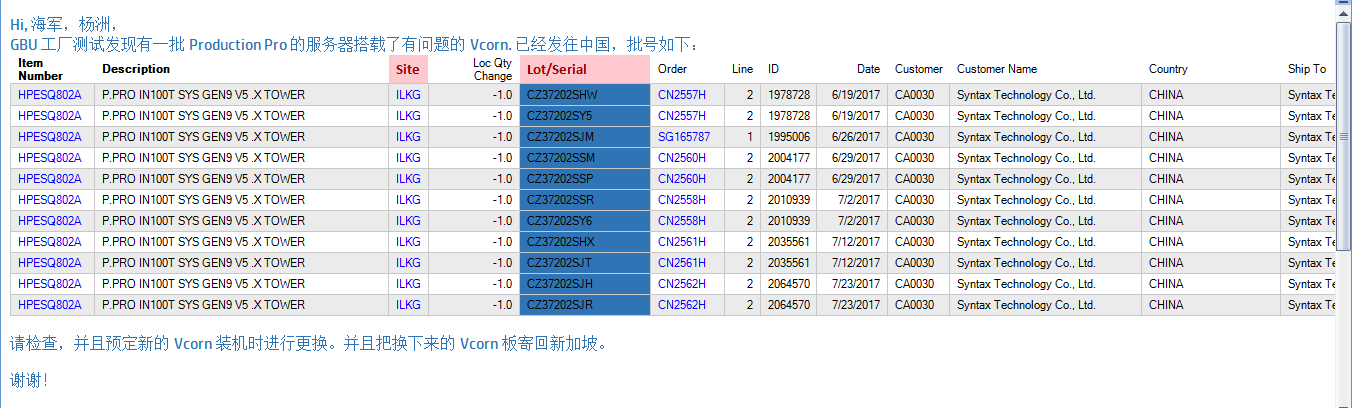 Hi, 海军，杨洲，
GBU 工厂测试发现有一批 Production Pro 的服务器搭载了有问题的 Vcorn. 已经发往中国，批号如下：
Item Number Description Site Loc Qty Change Lot/Serial Order Line ID Date Customer Customer Name Country Ship To
HPESQ802A P.PRO IN100T SYS GEN9 V5 .X TOWER ILKG -1.0 CZ37202SHW CN2557H 2 1978728 6/19/2017 CA0030 Syntax Technology Co., Ltd. CHINA Syntax Te
HPESQ802A P.PRO IN100T SYS GEN9 V5 .X TOWER ILKG -1.0 CZ37202SY5 CN2557H 2 1978728 6/19/2017 CA0030 Syntax Technology Co., Ltd. CHINA Syntax Te
HPESQ802A P.PRO IN100T SYS GEN9 V5 .X TOWER ILKG -1.0 CZ37202SJM SG165787 1 1995006 6/26/2017 CA0030 Syntax Technology Co., Ltd. CHINA Syntax Te
HPESQ802A P.PRO IN100T SYS GEN9 V5 .X TOWER ILKG -1.0 CZ37202SSM CN2560H 2 2004177 6/29/2017 CA0030 Syntax Technology Co., Ltd. CHINA Syntax Te
HPESQ802A P.PRO IN100T SYS GEN9 V5 .X TOWER ILKG -1.0 CZ37202SSP CN2560H 2 2004177 6/29/2017 CA0030 Syntax Technology Co., Ltd. CHINA Syntax Te
HPESQ802A P.PRO IN100T SYS GEN9 V5 .X TOWER ILKG -1.0 CZ37202SSR CN2558H 2 2010939 7/2/2017 CA0030 Syntax Technology Co., Ltd. CHINA Syntax Te
HPESQ802A P.PRO IN100T SYS GEN9 V5 .X TOWER ILKG -1.0 CZ37202SY6 CN2558H 2 2010939 7/2/2017 CA0030 Syntax Technology Co., Ltd. CHINA Syntax Te
HPESQ802A P.PRO IN100T SYS GEN9 V5 .X TOWER ILKG -1.0 CZ37202SHX CN2561H 2 2035561 7/12/2017 CA0030 Syntax Technology Co., Ltd. CHINA Syntax Te
HPESQ802A P.PRO IN100T SYS GEN9 V5 .X TOWER ILKG -1.0 CZ37202SJT CN2561H 2 2035561 7/12/2017 CA0030 Syntax Technology Co., Ltd. CHINA Syntax Te
HPESQ802A P.PRO IN100T SYS GEN9 V5 .X TOWER ILKG -1.0 CZ37202SJH CN2562H 2 2064570 7/23/2017 CA0030 Syntax Technology Co., Ltd. CHINA Syntax Te
HPESQ802A P.PRO IN100T SYS GEN9 V5 .X TOWER ILKG -1.0 CZ37202SJR CN2562H 2 2064570 7/23/2017 CA0030 Syntax Technology Co., Ltd. CHINA Syntax Te
请检查，并且预定新的 Vcorn 装机时进行更换。并且把换下来的 Vcorn 板寄回新加坡。
谢谢！